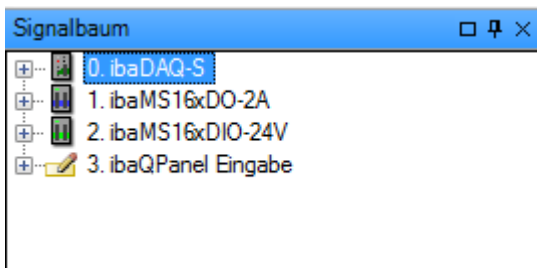 Signalbaum
0. ibaDAQ-S
1. ibaMS16xDO-2A
2. ibaMS16xDIO-24V
3. ibaQPanel Eingabe